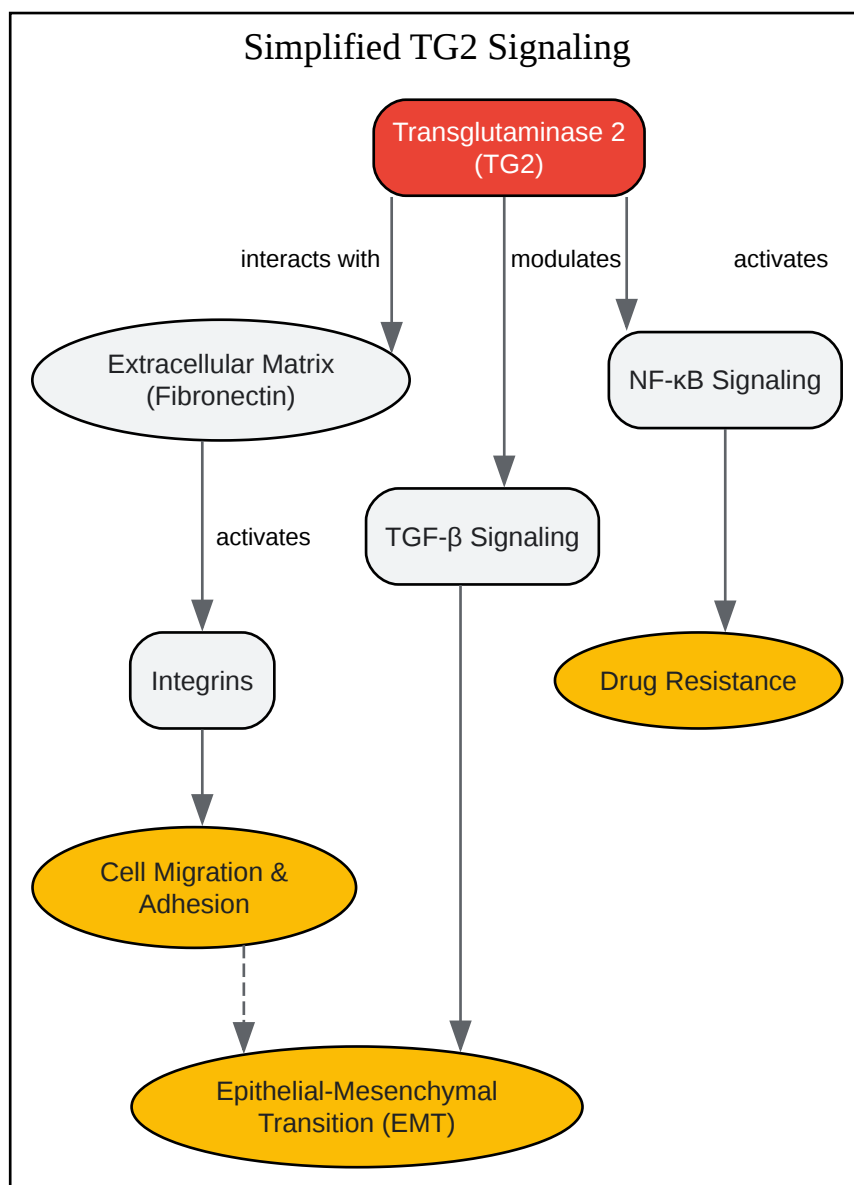 Simplified TG2 Signaling
Transglutaminase 2
(TG2)
interacts with
modulates
activates
Extracellular Matrix
(Fibronectin)
NF-κB Signaling
activates
TGF-β Signaling
Integrins
Drug Resistance
Cell Migration &
Adhesion
Epithelial-Mesenchymal
Transition (EMT)